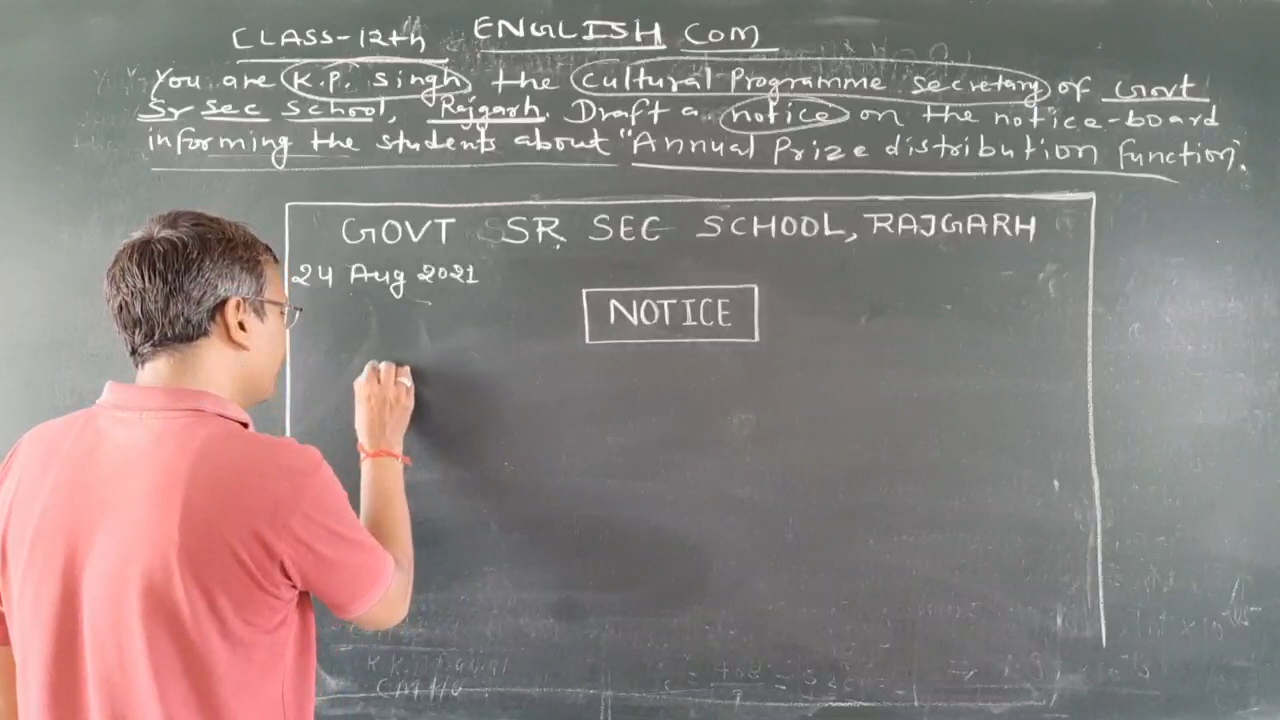 CLASS-12th ENGLISH COM
You are K.P. Singh the Cultural Programme secretary of Govt
Sr Sec School, Rajgarh. Draft a notice on the notice-board
informing the students about "Annual Prize distribution function".
GOVT SR SEC SCHOOL, RAJGARH
24 Aug 2021
NOTICE